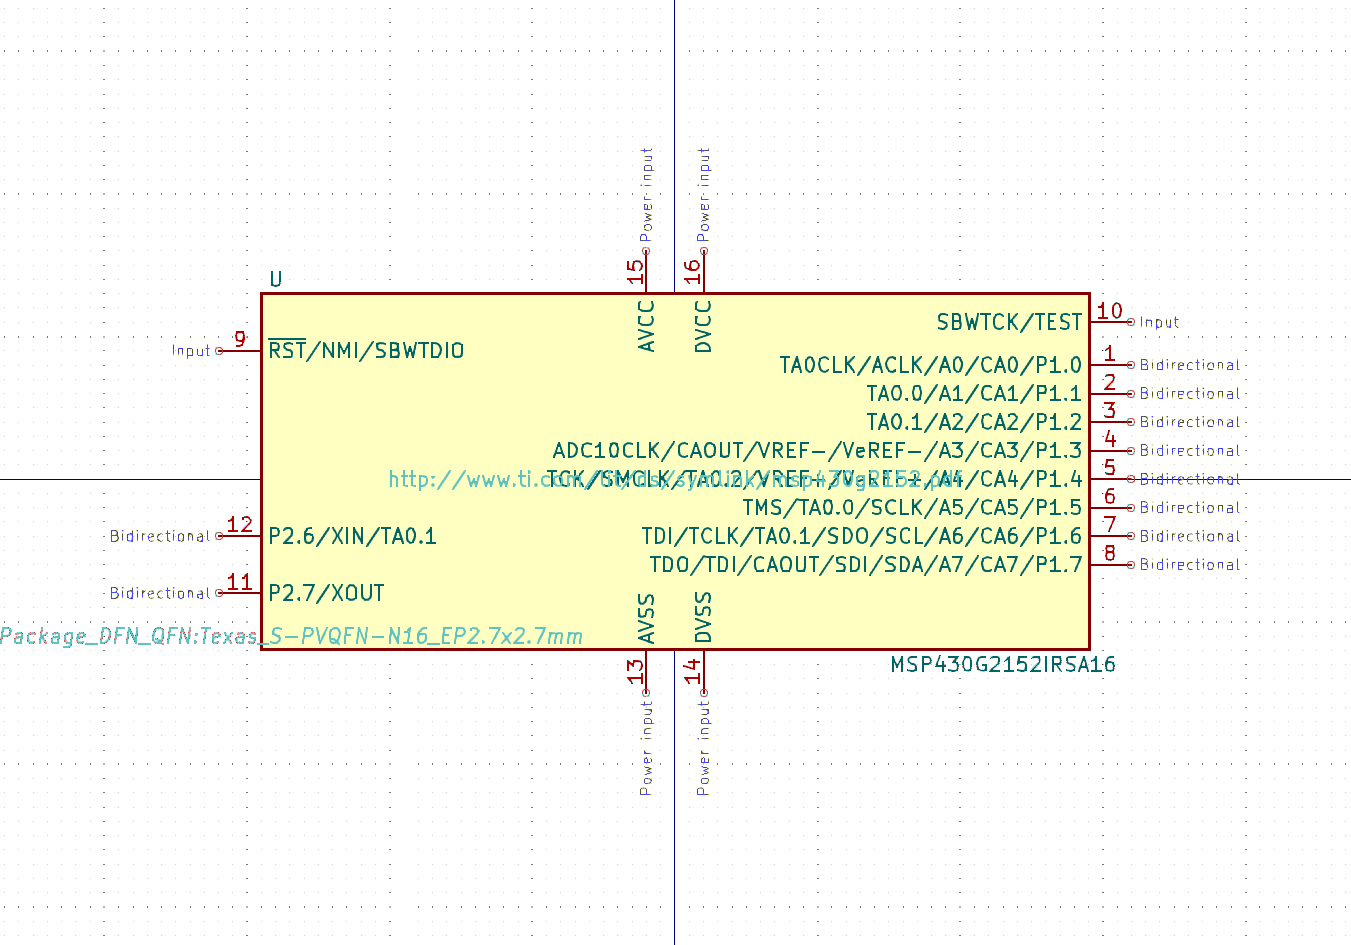 Power input
Power input
15
16
U
AVCC
DVCC
SBWTCK/TEST
10
Input
Input
9
RST/NMI/SBWTDIO
TA0CLK/ACLK/A0/CA0/P1.0
1
Bidirectional
TA0.0/A1/CA1/P1.1
2
Bidirectional
TA0.1/A2/CA2/P1.2
3
Bidirectional
ADC10CLK/CAOUT/VREF-/VeREF-/A3/CA3/P1.3
4
Bidirectional
http://www.ti.com/lit/ds/symlink/msp430g2152.pdf
TCK/SMCLK/TA0.2/VREF+/VeREF+/A4/CA4/P1.4
5
Bidirectional
TMS/TA0.0/SCLK/A5/CA5/P1.5
6
Bidirectional
Bidirectional
12
P2.6/XIN/TA0.1
TDI/TCLK/TA0.1/SDO/SCL/A6/CA6/P1.6
7
Bidirectional
TDO/TDI/CAOUT/SDI/SDA/A7/CA7/P1.7
8
Bidirectional
Bidirectional
11
P2.7/XOUT
AVSS
DVSS
Package_DFN_QFN:Texas_S-PVQFN-N16_EP2.7x2.7mm
MSP430G2152IRSA16
13
14
Power input
Power input